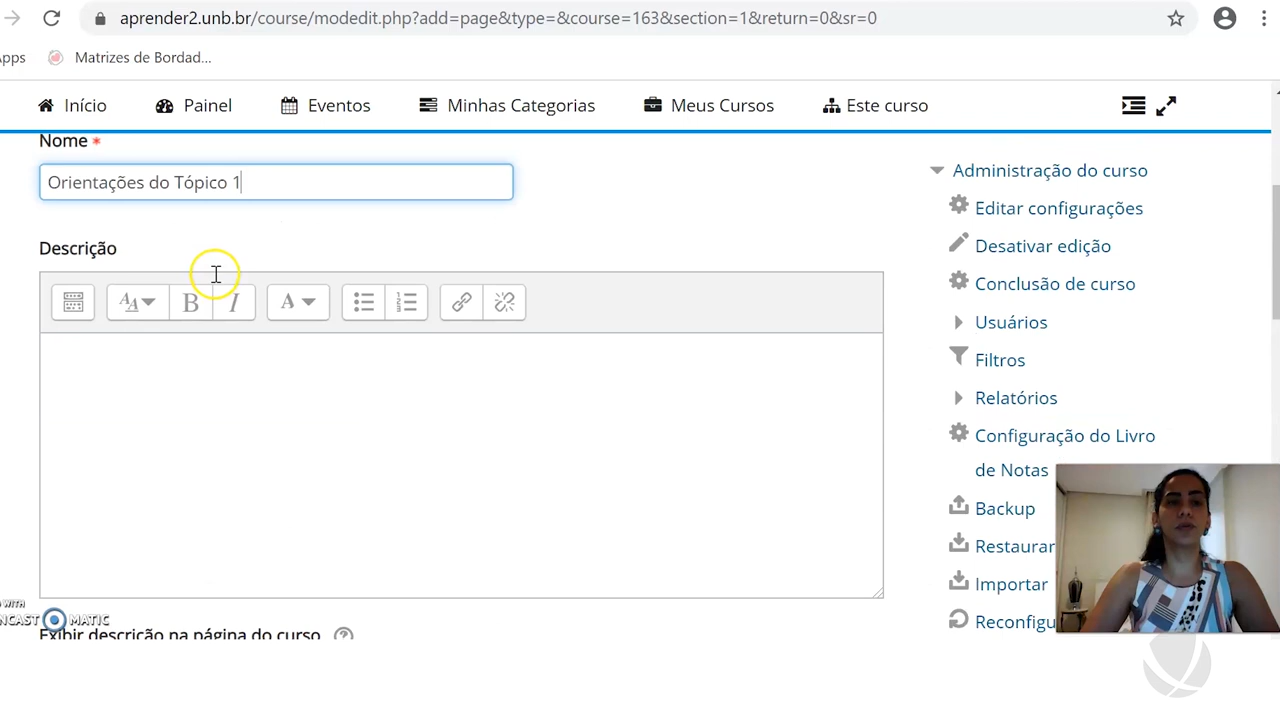 aprender2.unb.br/course/modedit.php?add=page&type=&course=163&section=1&return=0&sr=0
pps
Matrizes de Bordad...
Início
Painel
Eventos
Minhas Categorias
Meus Cursos
Este curso
Nome *
Orientações do Tópico 1
Descrição
B
I
A
Exibir descrição na página do curso
Administração do curso
Editar configurações
Desativar edição
Conclusão de curso
Usuários
Filtros
Relatórios
Configuração do Livro
de Notas
Backup
Restaurar
Importar
Reconfigu
WITH
NCAST MATIC